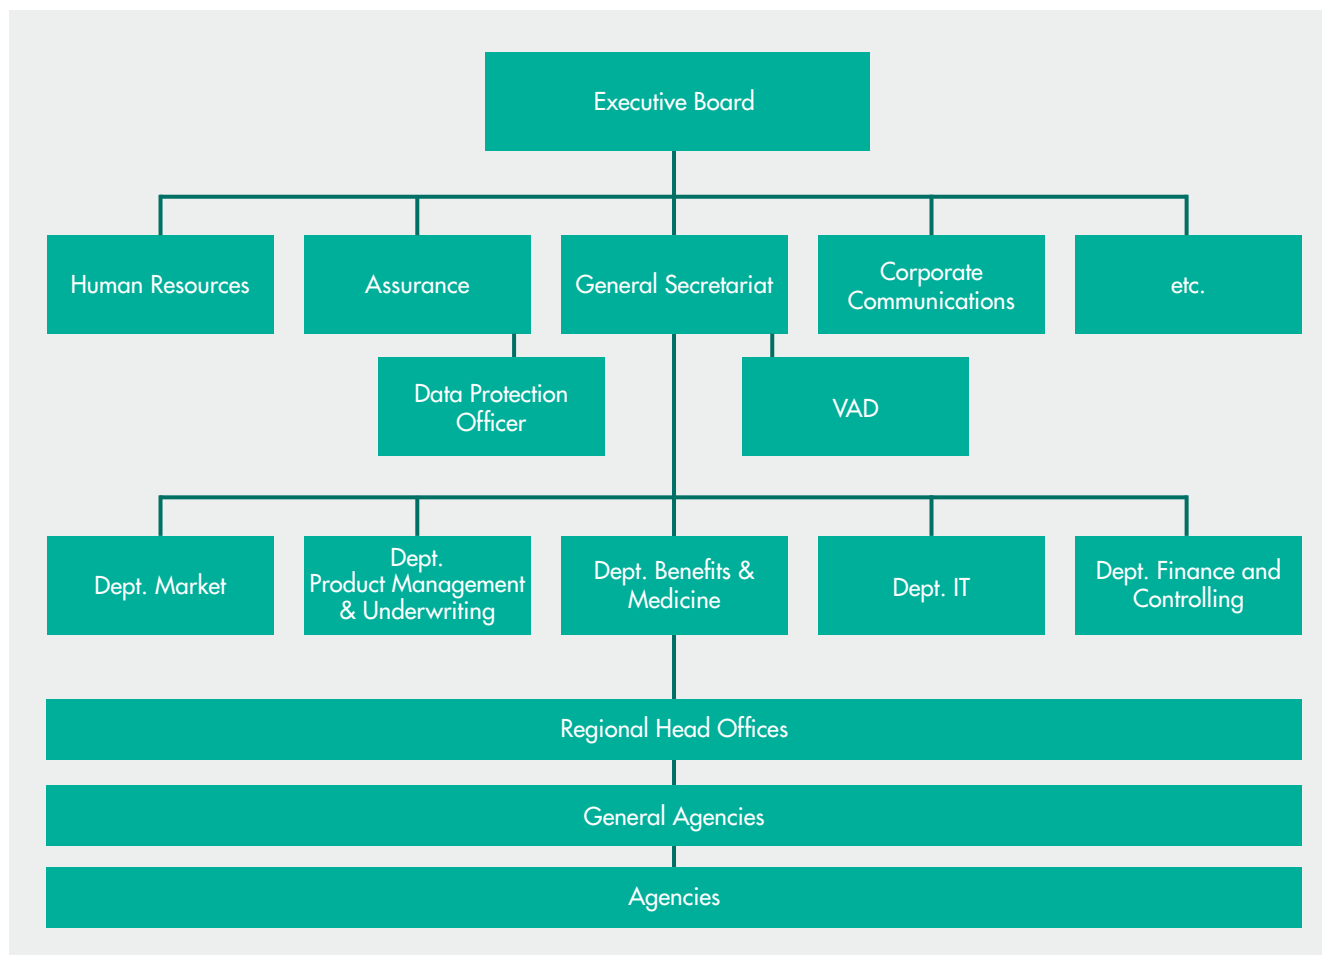 Executive Board
Human Resources
Assurance
General Secretariat
Corporate
Communications
etc.
Data Protection
Officer
VAD
Dept. Market
Dept.
Product Management
& Underwriting
Dept. Benefits &
Medicine
Dept. IT
Dept. Finance and
Controlling
Regional Head Offices
General Agencies
Agencies